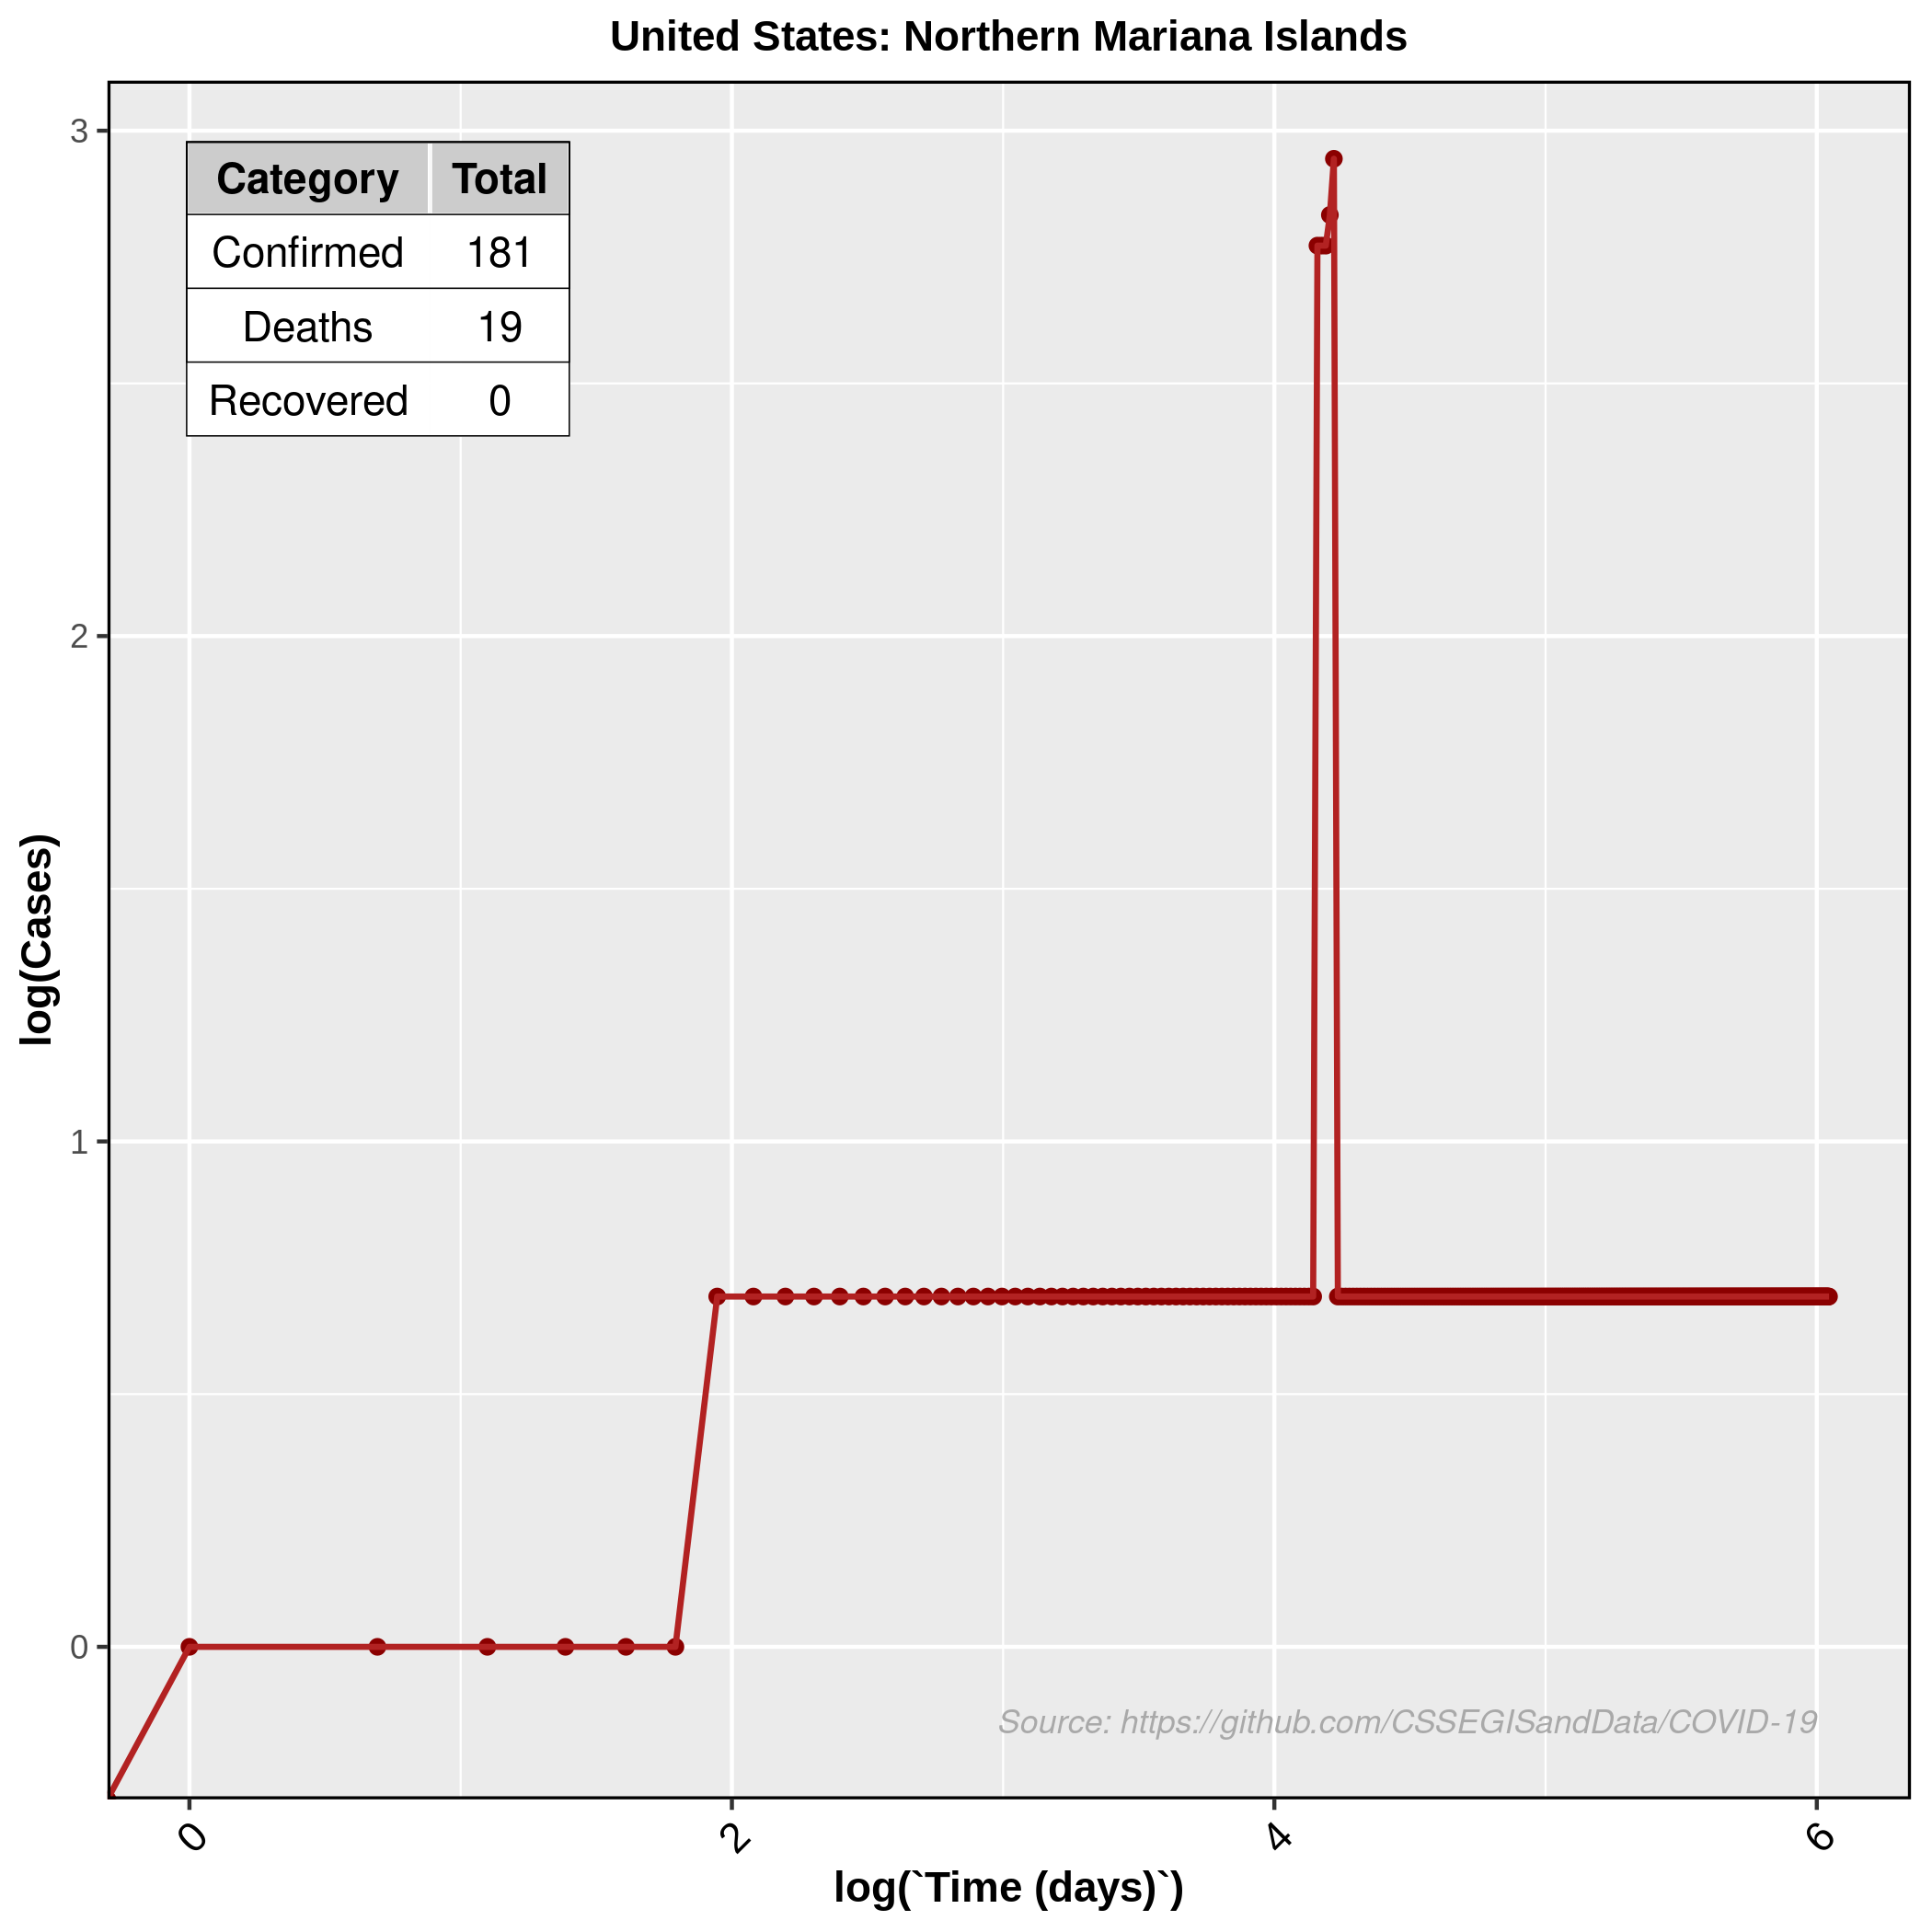 United States: Northern Mariana Islands
3
Category Total
Confirmed 181
Deaths 19
Recovered 0
2
log(Cases)
1
0
Source: https://github.com/CSSEGISandData/COVID-19
0 2 4 6
log(`Time (days)`)